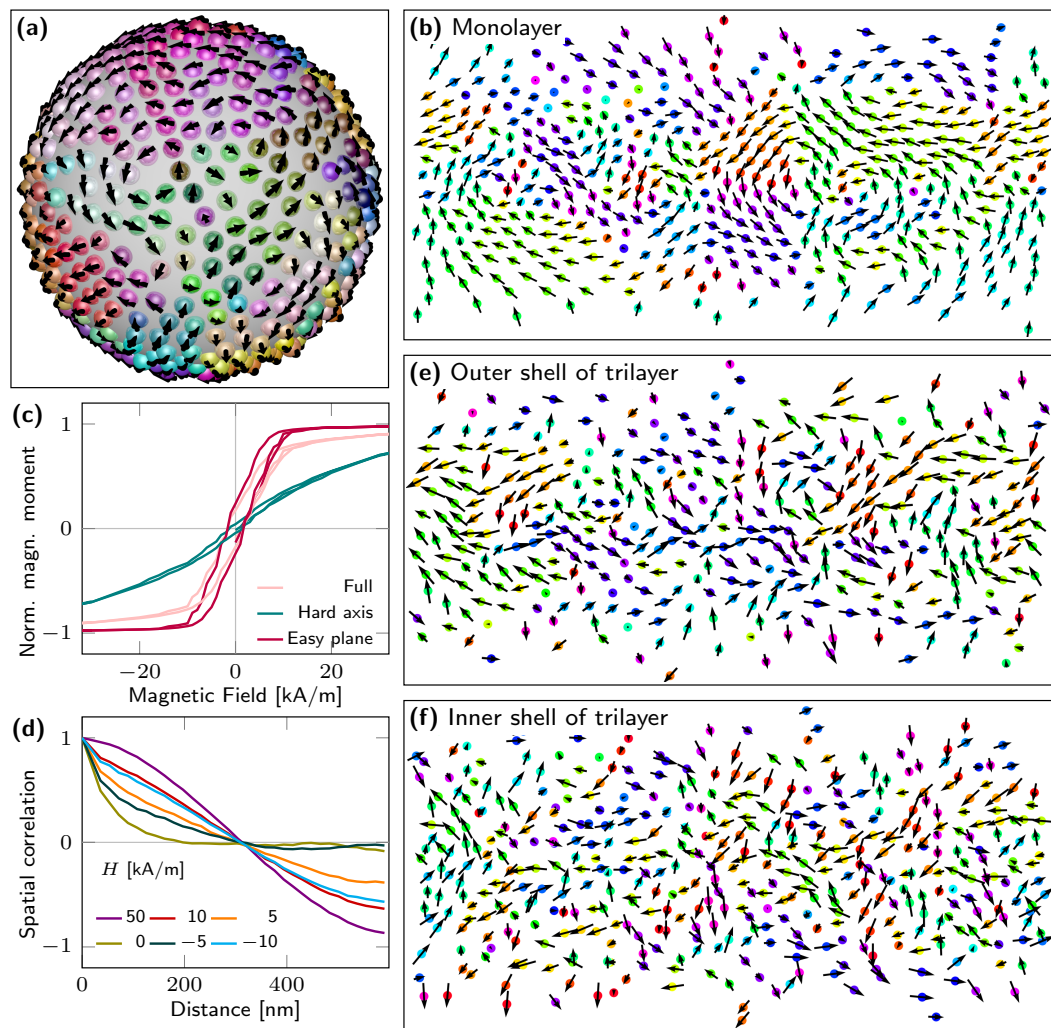 (a)
(b) Monolayer
(c)
1
0
−1
Norm. magn. moment
Full
Hard axis
Easy plane
−20
0
20
Magnetic Field [kA/m]
(d)
1
0
−1
Spatial correlation
H [kA/m]
50
10
5
0
−5
−10
0
200
400
Distance [nm]
(e) Outer shell of trilayer
(f) Inner shell of trilayer